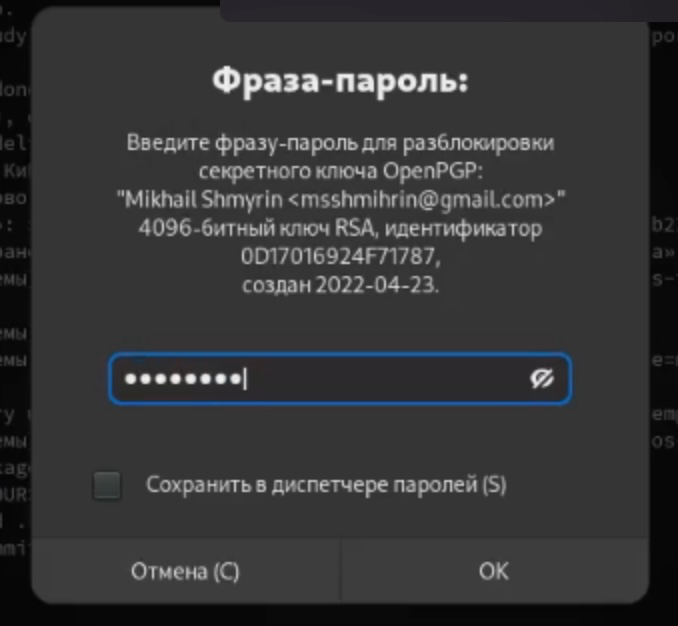 Фраза-пароль:
Введите фразу-пароль для разблокировки
секретного ключа OpenPGP:
"Mikhail Shmyrin <msshmihrin@gmail.com>"
4096-битный ключ RSA, идентификатор
0D17016924F71787,
создан 2022-04-23.
Сохранить в диспетчере паролей (S)
Отмена (C)
OK